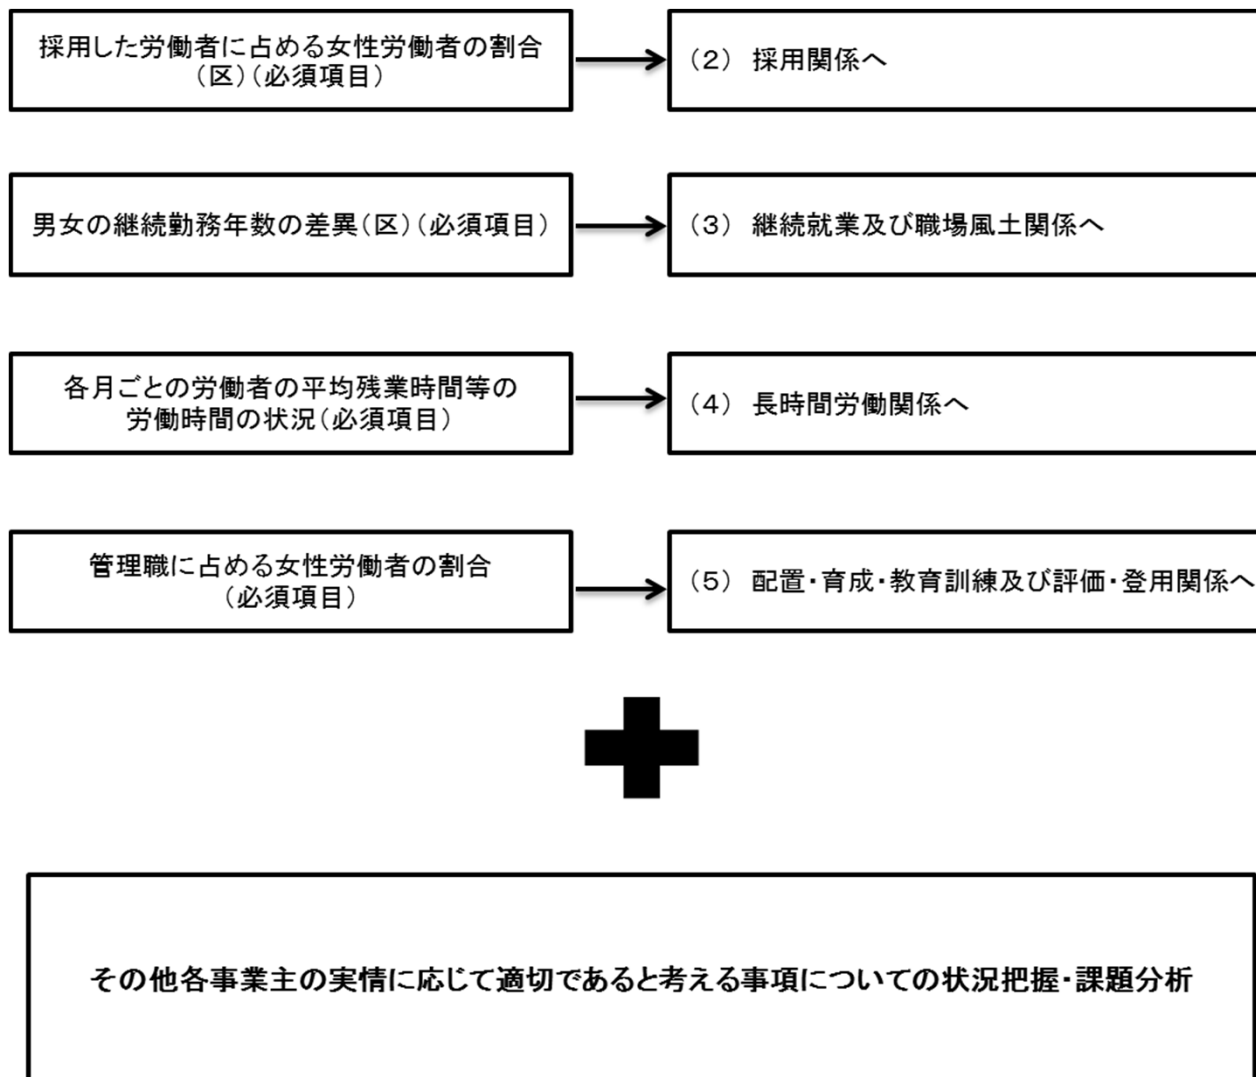 採用した労働者に占める女性労働者の割合
(区)(必須項目)
(2) 採用関係へ
男女の継続勤務年数の差異(区)(必須項目)
(3) 継続就業及び職場風土関係へ
各月ごとの労働者の平均残業時間等の
労働時間の状況(必須項目)
(4) 長時間労働関係へ
管理職に占める女性労働者の割合
(必須項目)
(5) 配置・育成・教育訓練及び評価・登用関係へ
その他各事業主の実情に応じて適切であると考える事項についての状況把握・課題分析